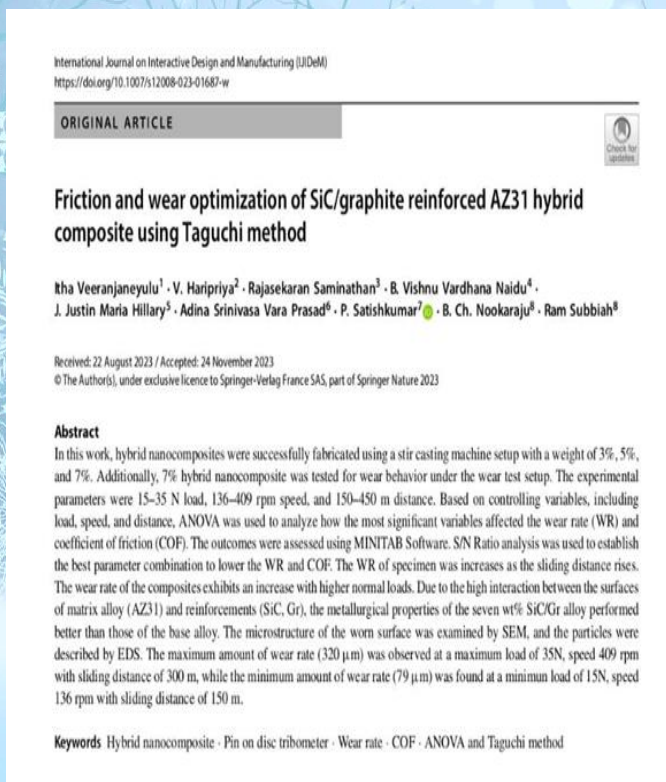 International Journal on Interactive Design and Manufacturing (IJIDeM)
https://doi.org/10.1007/s12008-023-01687-w
ORIGINAL ARTICLE
Check for
updates
Friction and wear optimization of SiC/graphite reinforced AZ31 hybrid
composite using Taguchi method
Itha Veeranjaneyulu¹ · V. Haripriya² · Rajasekaran Saminathan³ · B. Vishnu Vardhana Naidu⁴ ·
J. Justin Maria Hillary⁵ · Adina Srinivasa Vara Prasad⁶ · P. Satishkumar⁷ · B. Ch. Nookaraju⁸ · Ram Subbiah⁸
Received: 22 August 2023 / Accepted: 24 November 2023
© The Author(s), under exclusive licence to Springer-Verlag France SAS, part of Springer Nature 2023
Abstract
In this work, hybrid nanocomposites were successfully fabricated using a stir casting machine setup with a weight of 3%, 5%,
and 7%. Additionally, 7% hybrid nanocomposite was tested for wear behavior under the wear test setup. The experimental
parameters were 15–35 N load, 136–409 rpm speed, and 150–450 m distance. Based on controlling variables, including
load, speed, and distance, ANOVA was used to analyze how the most significant variables affected the wear rate (WR) and
coefficient of friction (COF). The outcomes were assessed using MINITAB Software. S/N Ratio analysis was used to establish
the best parameter combination to lower the WR and COF. The WR of specimen was increases as the sliding distance rises.
The wear rate of the composites exhibits an increase with higher normal loads. Due to the high interaction between the surfaces
of matrix alloy (AZ31) and reinforcements (SiC, Gr), the metallurgical properties of the seven wt% SiC/Gr alloy performed
better than those of the base alloy. The microstructure of the worn surface was examined by SEM, and the particles were
described by EDS. The maximum amount of wear rate (320 μm) was observed at a maximum load of 35N, speed 409 rpm
with sliding distance of 300 m, while the minimum amount of wear rate (79 μm) was found at a minimun load of 15N, speed
136 rpm with sliding distance of 150 m.
Keywords Hybrid nanocomposite · Pin on disc tribometer · Wear rate · COF · ANOVA and Taguchi method